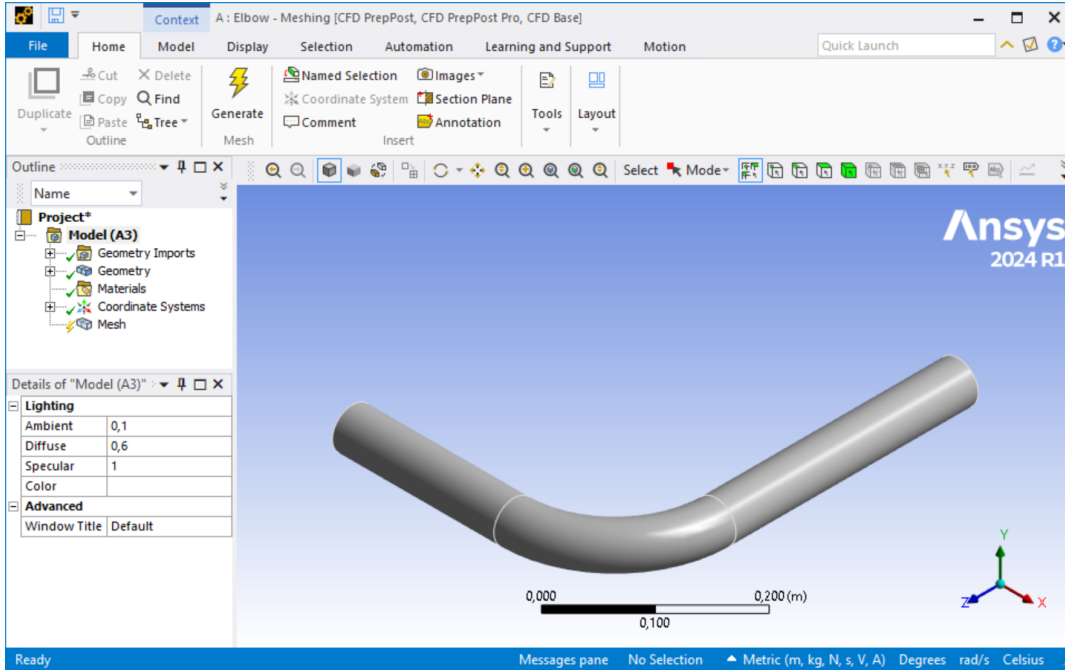 Context A : Elbow - Meshing [CFD PrepPost, CFD PrepPost Pro, CFD Base]
File Home Model Display Selection Automation Learning and Support Motion Quick Launch
Duplicate
Cut Delete
Copy Find
Paste Tree
Outline
Generate
Mesh
Named Selection Images
Coordinate System Section Plane
Comment Annotation
Insert
Tools
Layout
Outline
Name
Select Mode
Project*
Model (A3)
Geometry Imports
Geometry
Materials
Coordinate Systems
Mesh
Details of "Model (A3)"
Lighting
Ambient 0,1
Diffuse 0,6
Specular 1
Color
Advanced
Window Title Default
Ansys
2024 R1
0,000 0,200 (m)
0,100
Y
Z X
Ready Messages pane No Selection Metric (m, kg, N, s, V, A) Degrees rad/s Celsius